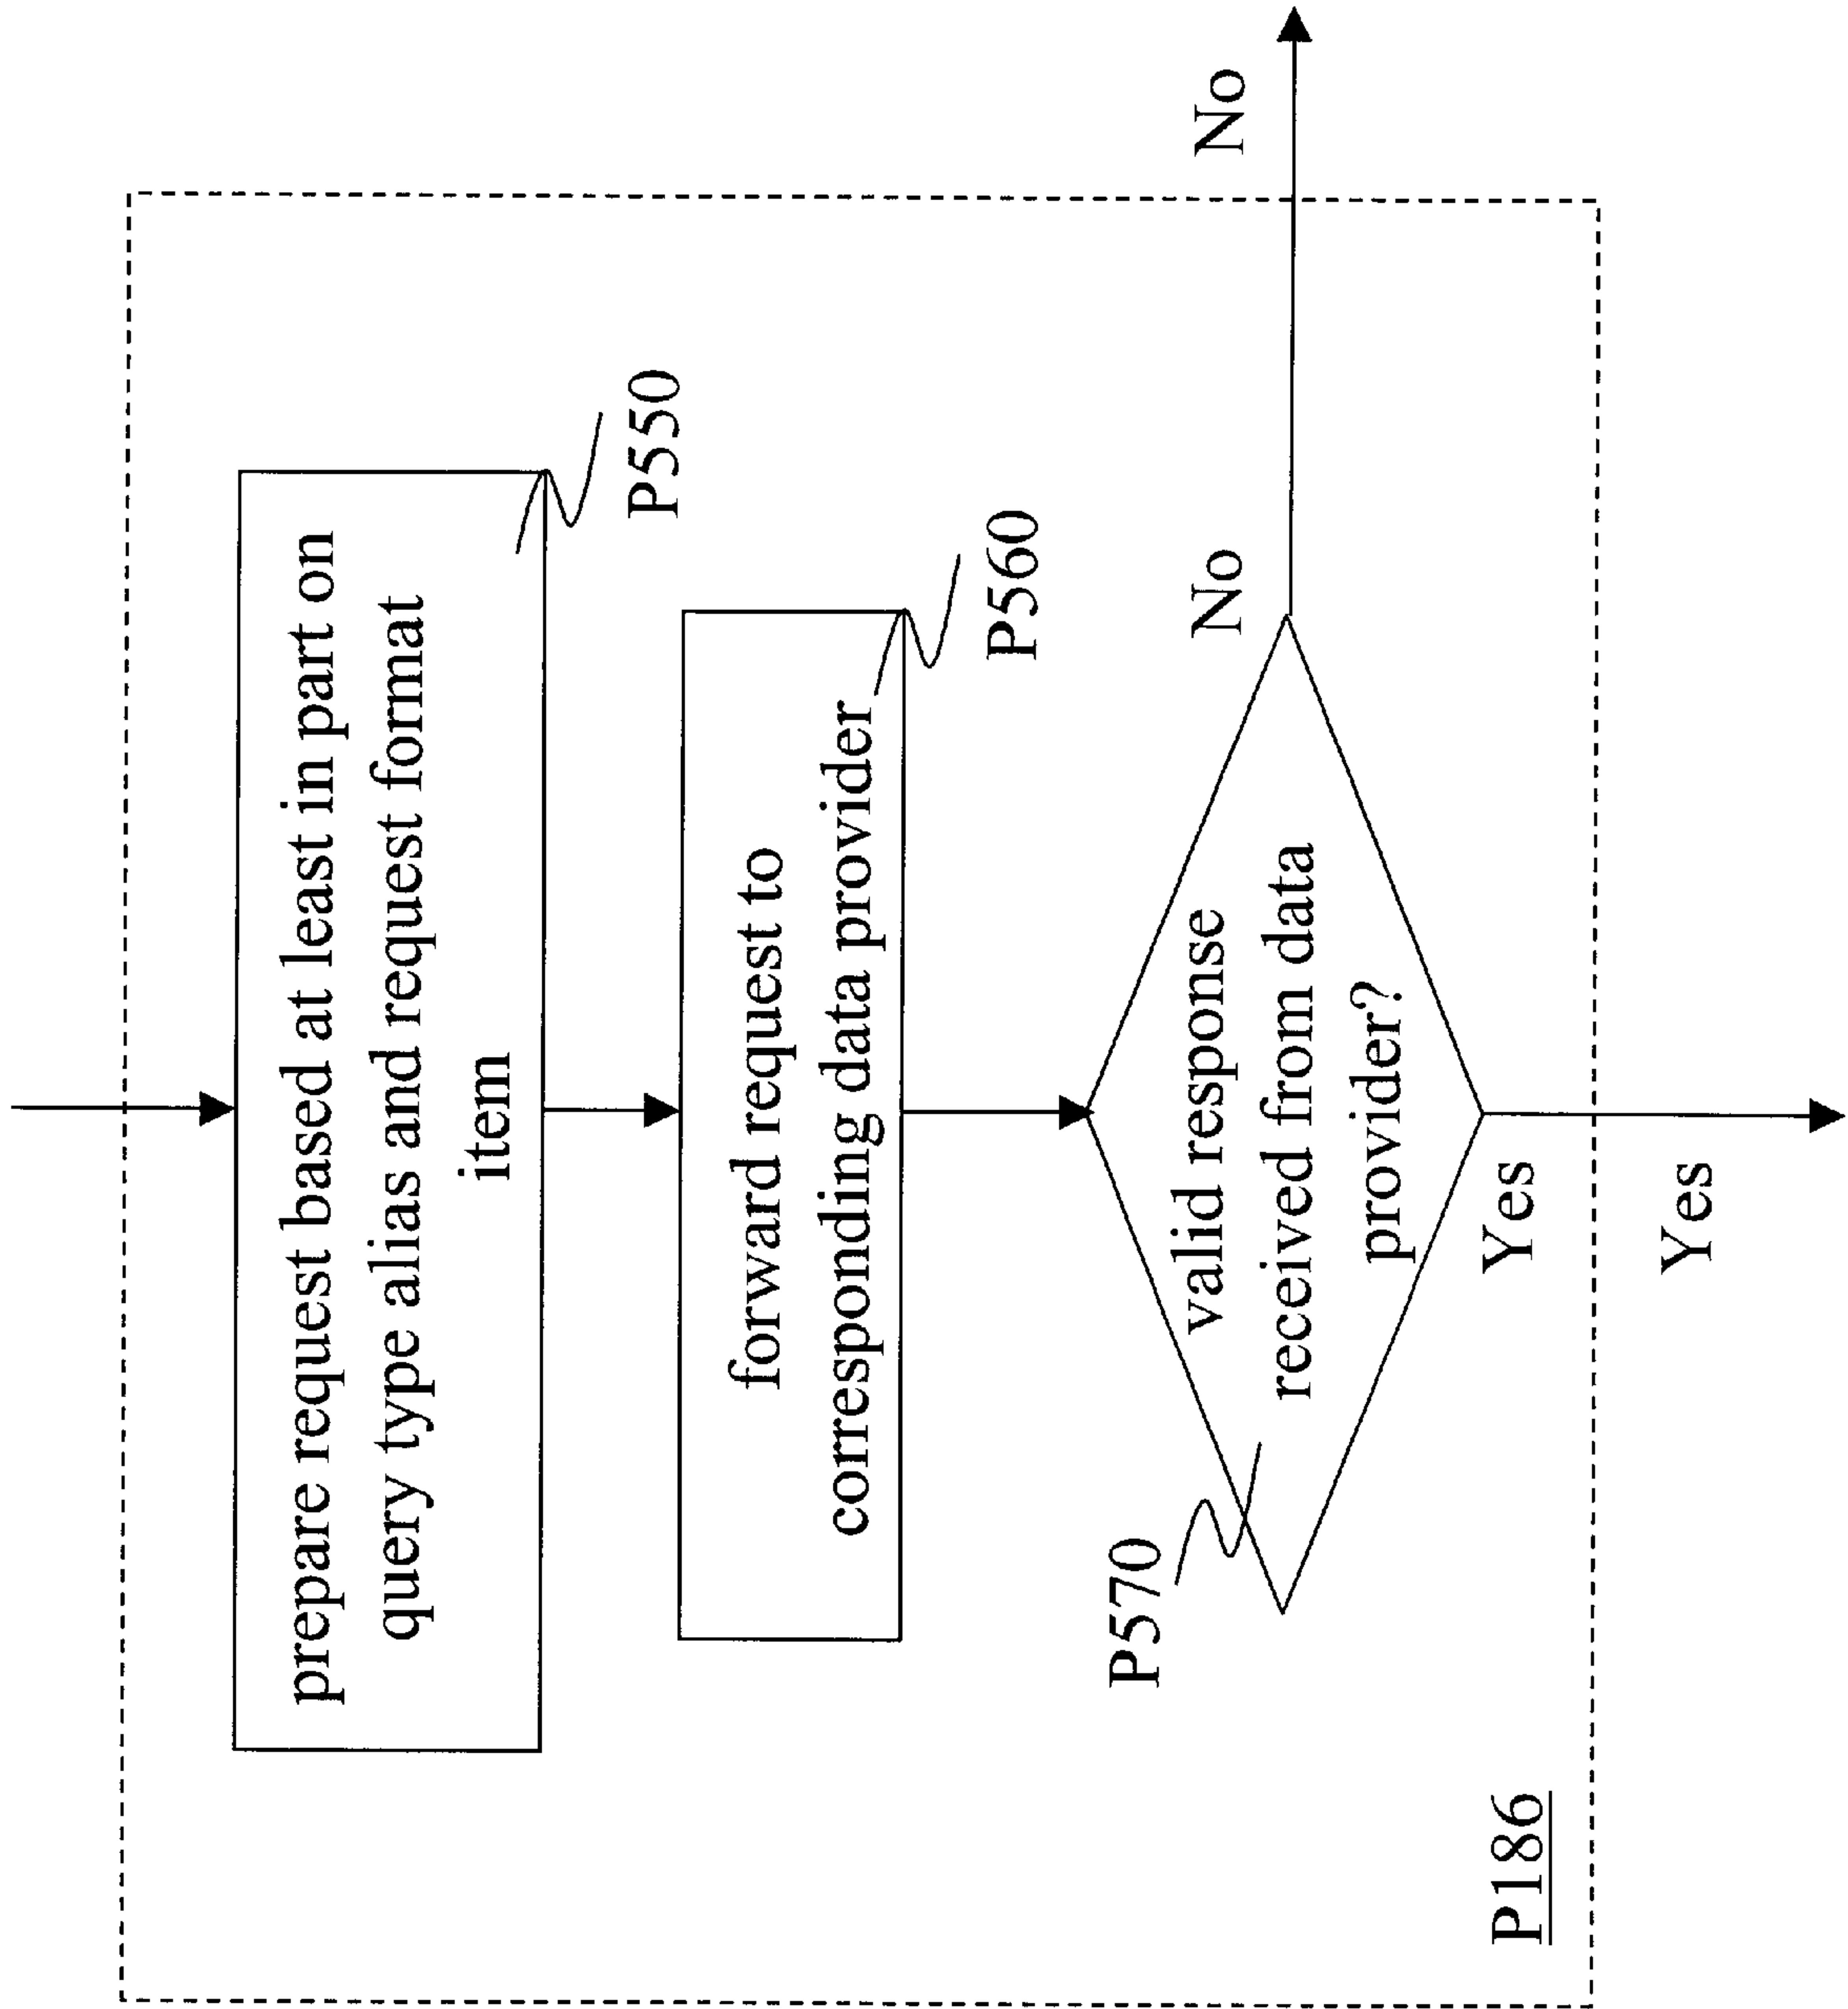 prepare request based at least in part on
query type alias and request format
item
P550
forward request to
corresponding data provider
P560
P570
valid response
received from data
provider?
No
No
Yes
Yes
P186